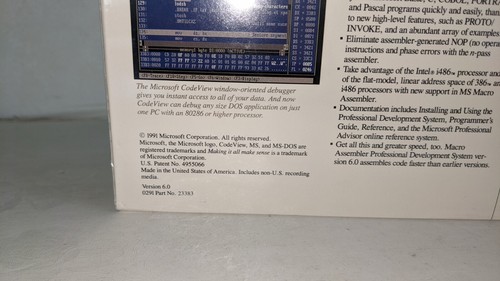 The Microsoft CodeView window-oriented debugger
gives you instant access to all of your data. And now
CodeView can debug any size DOS application on just
one PC with an 80286 or higher processor.
© 1991 Microsoft Corporation. All rights reserved.
Microsoft, the Microsoft logo, CodeView, MS, and MS-DOS are
registered trademarks and Making it all make sense is a trademark
of Microsoft Corporation.
U.S. Patent No. 4955066
Made in the United States of America. Includes non-U.S. recording
media.
Version 6.0
0291 Part No. 23383
and Pascal programs quickly and easily, than
to new high-level features, such as PROTO/
INVOKE, and an abundant array of examples
• Eliminate assembler-generated NOP (no opera
instructions and phase errors with the n-pass
assembler.
• Take advantage of the Intel® i486™ processor and
of the flat-model, linear address space of 386™ a
i486 processors with new support in MS Macro
Assembler.
• Documentation includes Installing and Using the
Professional Development System, Programmer's
Guide, Reference, and the Microsoft Professional
Advisor online reference system.
• Get all this and greater speed, too. Macro
Assembler Professional Development System ver-
sion 6.0 assembles code faster than earlier versions.